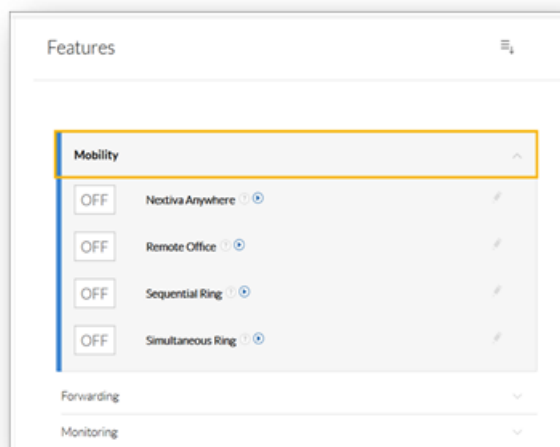 Features
Mobility
OFF Nextiva Anywhere
OFF Remote Office
OFF Sequential Ring
OFF Simultaneous Ring
Forwarding
Monitoring